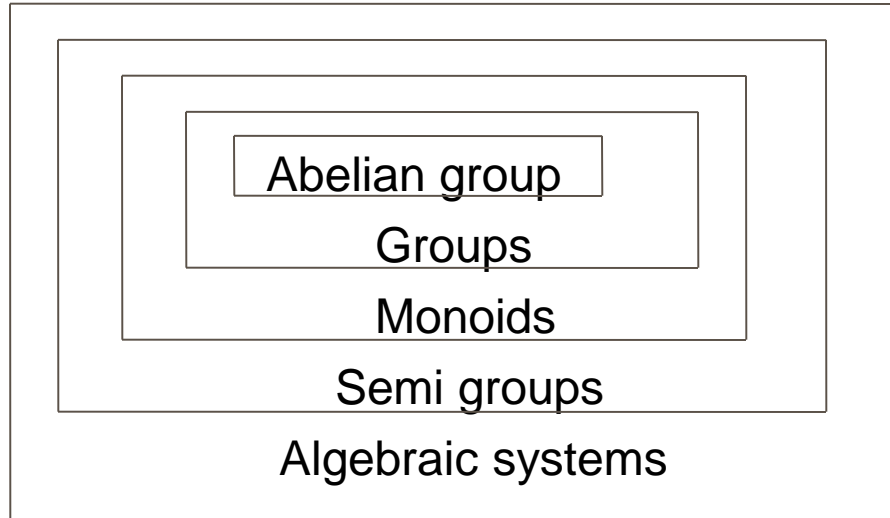 Abelian group
Groups
Monoids
Semi groups
Algebraic systems